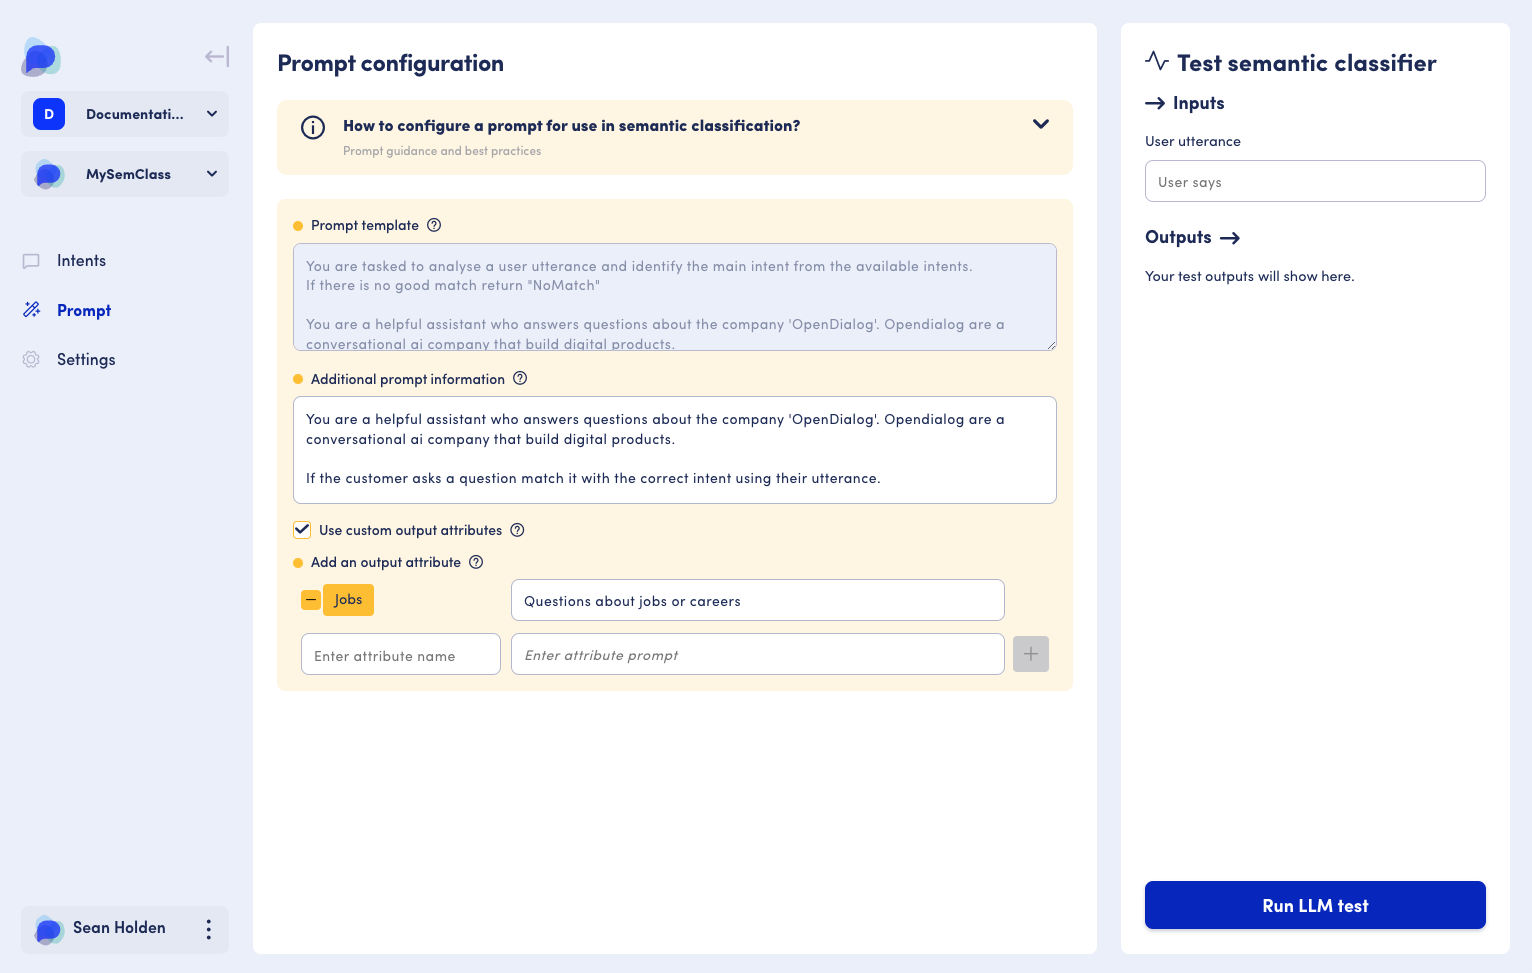 D
Documentati...
MySemClass
Intents
Prompt
Settings
Sean Holden
Prompt configuration
How to configure a prompt for use in semantic classification?
Prompt guidance and best practices
Prompt template
You are tasked to analyse a user utterance and identify the main intent from the available intents.
If there is no good match return "NoMatch"
You are a helpful assistant who answers questions about the company 'OpenDialog'. Opendialog are a
conversational ai company that build digital products.
Additional prompt information
You are a helpful assistant who answers questions about the company 'OpenDialog'. Opendialog are a
conversational ai company that build digital products.
If the customer asks a question match it with the correct intent using their utterance.
Use custom output attributes
Add an output attribute
Jobs
Questions about jobs or careers
Enter attribute name
Enter attribute prompt
Test semantic classifier
Inputs
User utterance
User says
Outputs
Your test outputs will show here.
Run LLM test